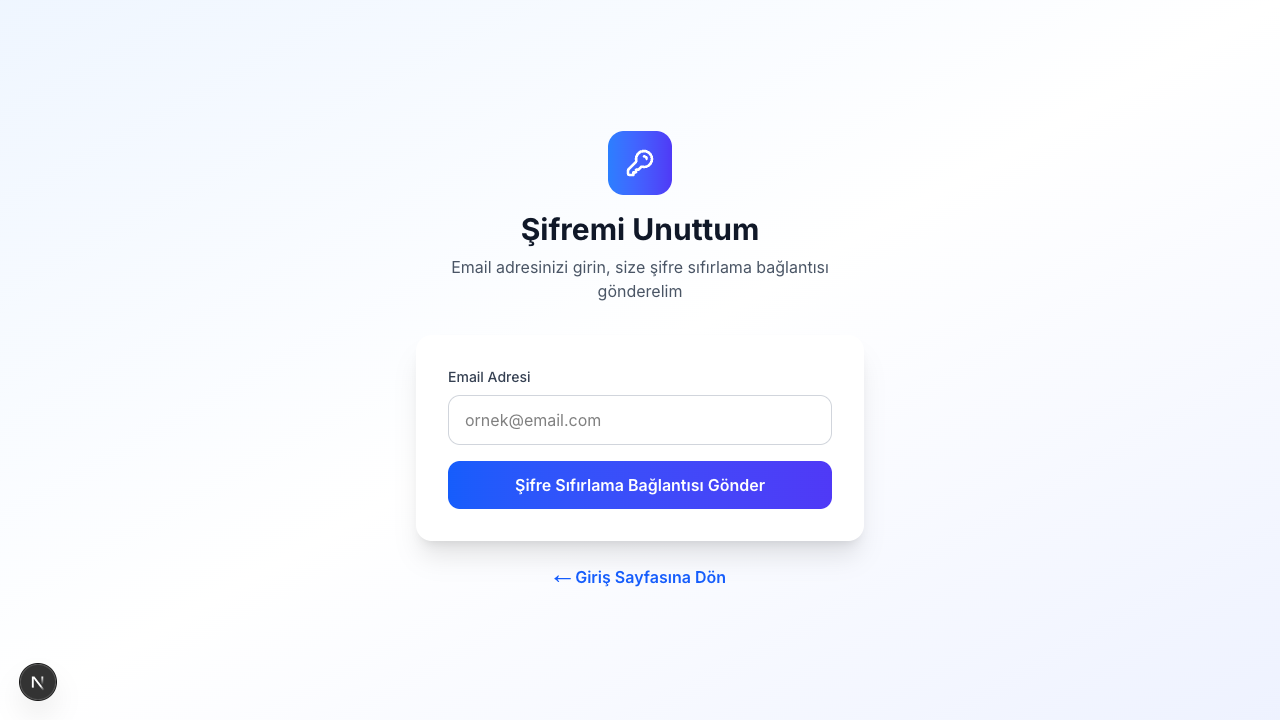 Şifremi Unuttum
Email adresinizi girin, size şifre sıfırlama bağlantısı
gönderelim
Email Adresi
ornek@email.com
Şifre Sıfırlama Bağlantısı Gönder
← Giriş Sayfasına Dön
N